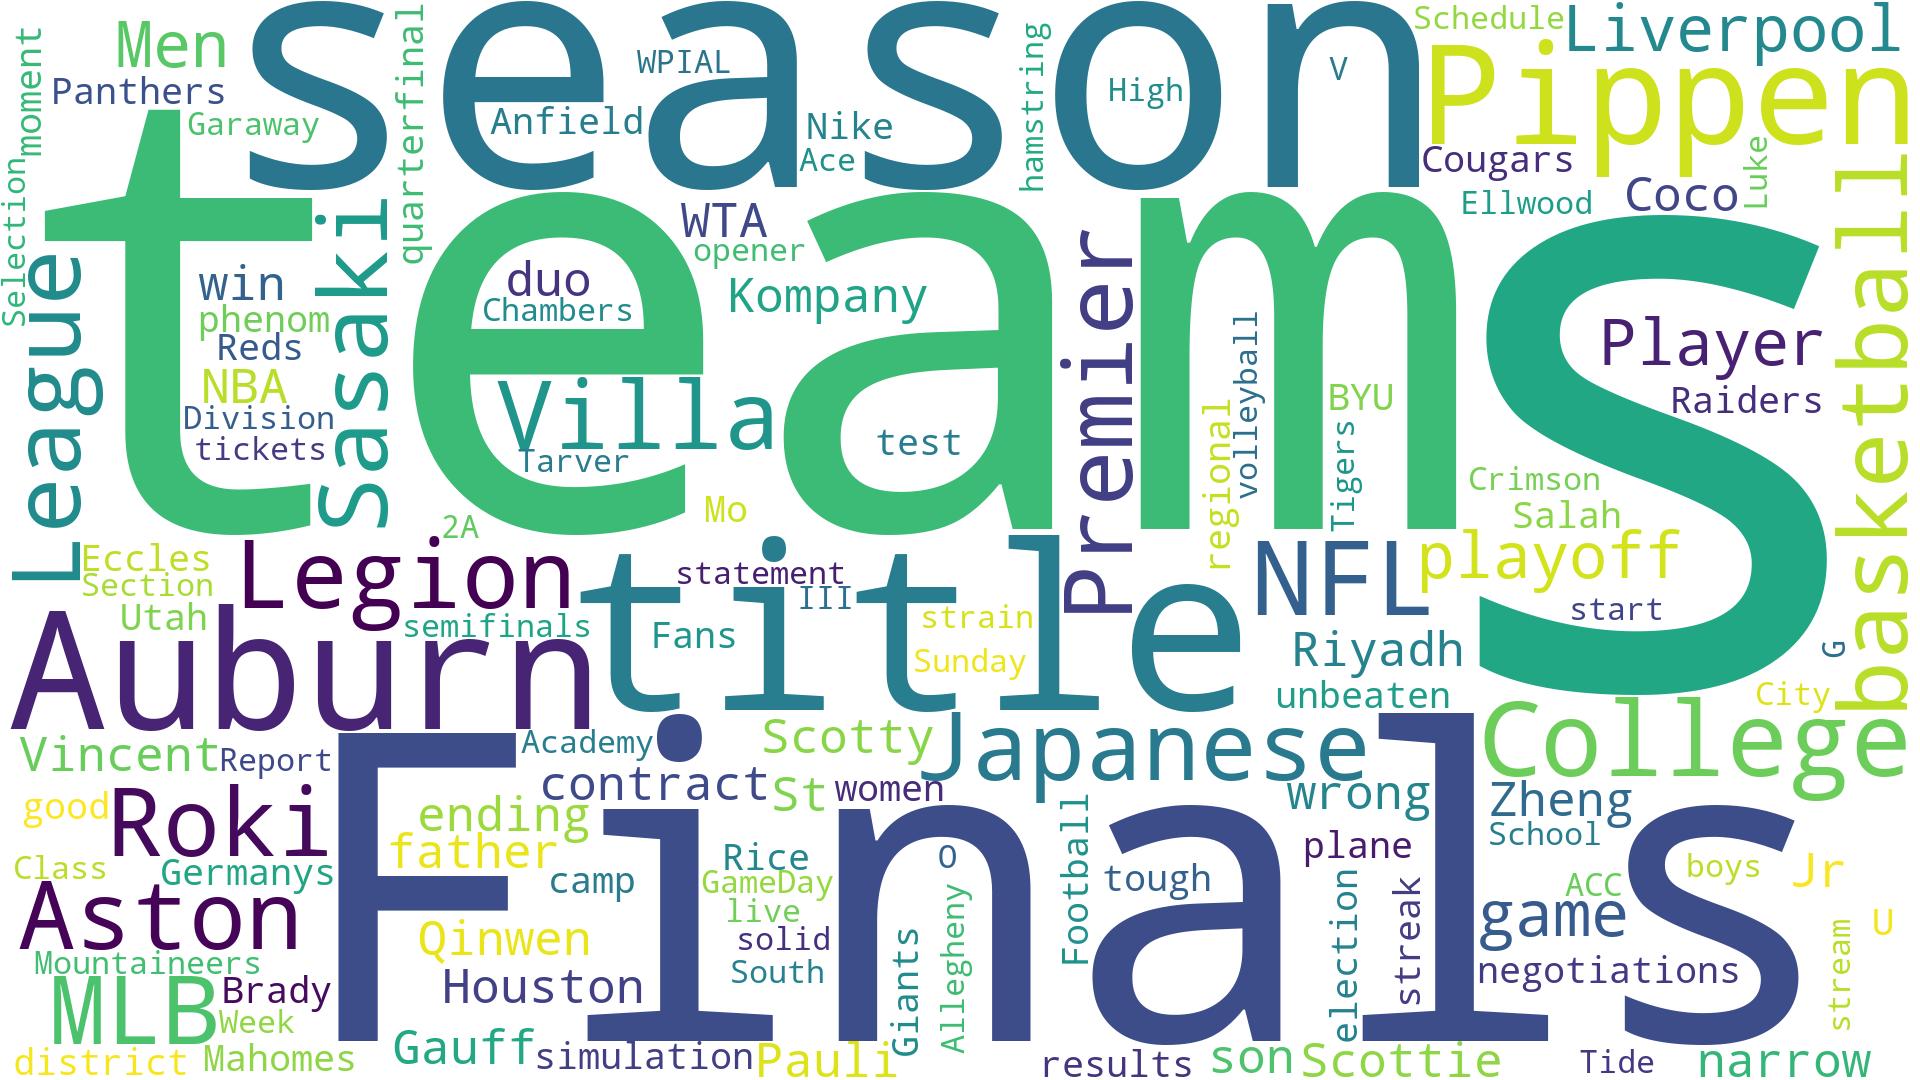 season
Men
Schedule
Liverpool
moment
Panthers
quarterfinal
WPIAL
hamstring
High
V
Pippen
Garaway
Anfield
Nike
Ace
Cougars
Luke
Ellwood
Coco
Selection
team
s
WTA
opener
basketball
League
win
Sasaki
duo
Chambers
Kompany
Premier
phenom
Reds
NBA
Division
tickets
Villa
Tarver
test
regional
volleyball
BYU
Tigers
Player
Raiders
Crimson
Salah
2A
Mo
Eccles
Section
Utah
Legion
semifinals
title
statement
III
Fans
strain
Sunday
NFL
playoff
start
Riyadh
unbeaten
G
City
Auburn
Vincent
Report
Finals
Academy
Scotty
Japanese
College
contract
St
women
wrong
Zheng
School
good
Roki
ending
father
Class
Germanys
camp
Rice
GameDay
live
solid
South
O
Football
tough
plane
ACC
boys
Jr
Aston
Qinwen
Giants
Allegheny
election
streak
game
U
Mountaineers
MLB
Brady
Week
Houston
negotiations
stream
district
Mahomes
Gauff
simulation
Pauli
results
son
Scottie
Tide
narrow